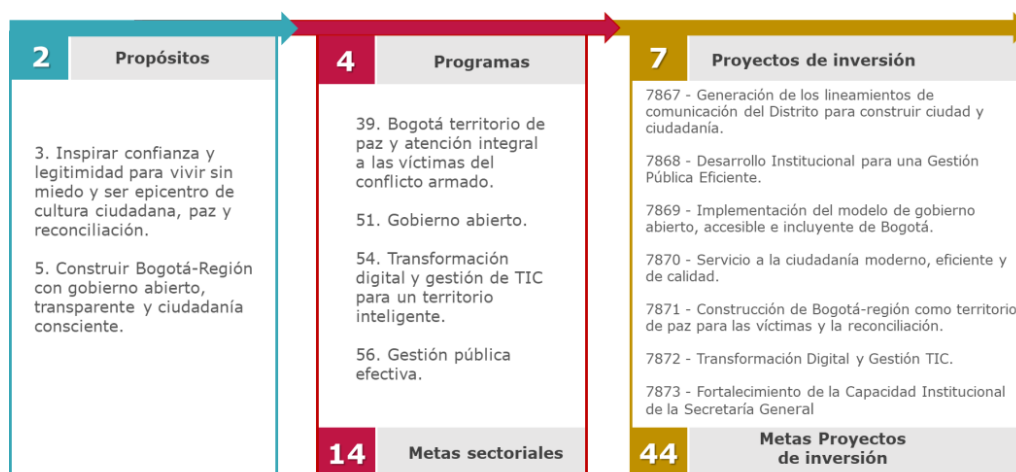 2 Propósitos
3. Inspirar confianza y
legitimidad para vivir sin
miedo y ser epicentro de
cultura ciudadana, paz y
reconciliación.
5. Construir Bogotá-Región
con gobierno abierto,
transparente y ciudadanía
consciente.
4 Programas
39. Bogotá territorio de
paz y atención integral
a las víctimas del
conflicto armado.
51. Gobierno abierto.
54. Transformación
digital y gestión de TIC
para un territorio
inteligente.
56. Gestión pública
efectiva.
14 Metas sectoriales
7 Proyectos de inversión
7867 - Generación de los lineamientos de
comunicación del Distrito para construir ciudad y
ciudadanía.
7868 - Desarrollo Institucional para una Gestión
Pública Eficiente.
7869 - Implementación del modelo de gobierno
abierto, accesible e incluyente de Bogotá.
7870 - Servicio a la ciudadanía moderno, eficiente y
de calidad.
7871 - Construcción de Bogotá-región como territorio
de paz para las víctimas y la reconciliación.
7872 - Transformación Digital y Gestión TIC.
7873 - Fortalecimiento de la Capacidad Institucional
de la Secretaría General
44 Metas Proyectos
de inversión